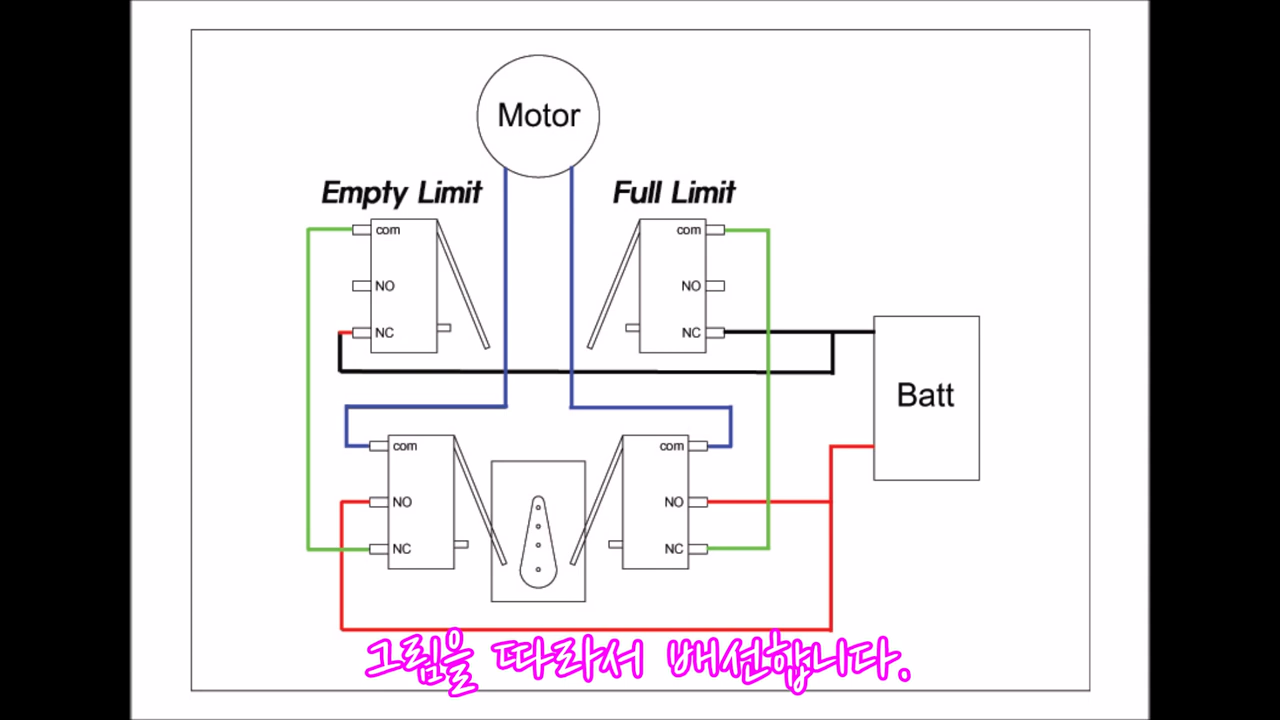 Motor
Empty Limit
Full Limit
com
com
NO
NO
NC
NC
Batt
com
com
NO
NO
NC
NC
그림을 따라서 배선합니다.